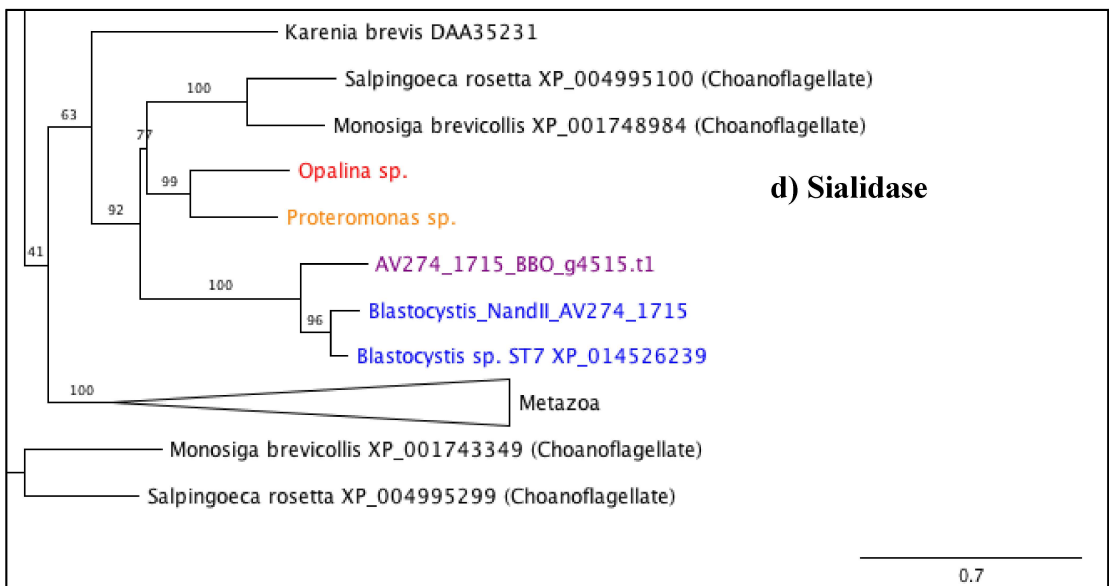 Karenia brevis DAA35231
Salpingoeca rosetta XP_004995100 (Choanoflagellate)
100
63
Monosiga brevicollis XP_001748984 (Choanoflagellate)
77
Opalina sp.
99
d) Sialidase
92
Proteromonas sp.
41
AV274_1715_BBO_g4515.t1
100
Blastocystis_NandII_AV274_1715
96
Blastocystis sp. ST7 XP_014526239
100
Metazoa
Monosiga brevicollis XP_001743349 (Choanoflagellate)
Salpingoeca rosetta XP_004995299 (Choanoflagellate)
0.7